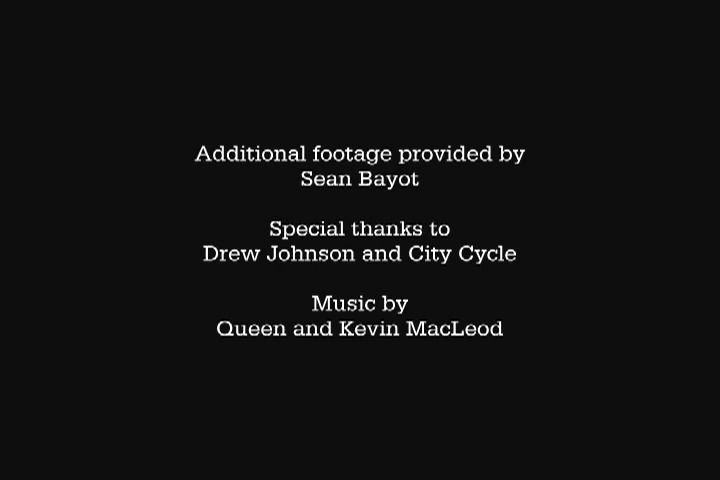 Additional footage provided by
Sean Bayot
Special thanks to
Drew Johnson and City Cycle
Music by
Queen and Kevin MacLeod